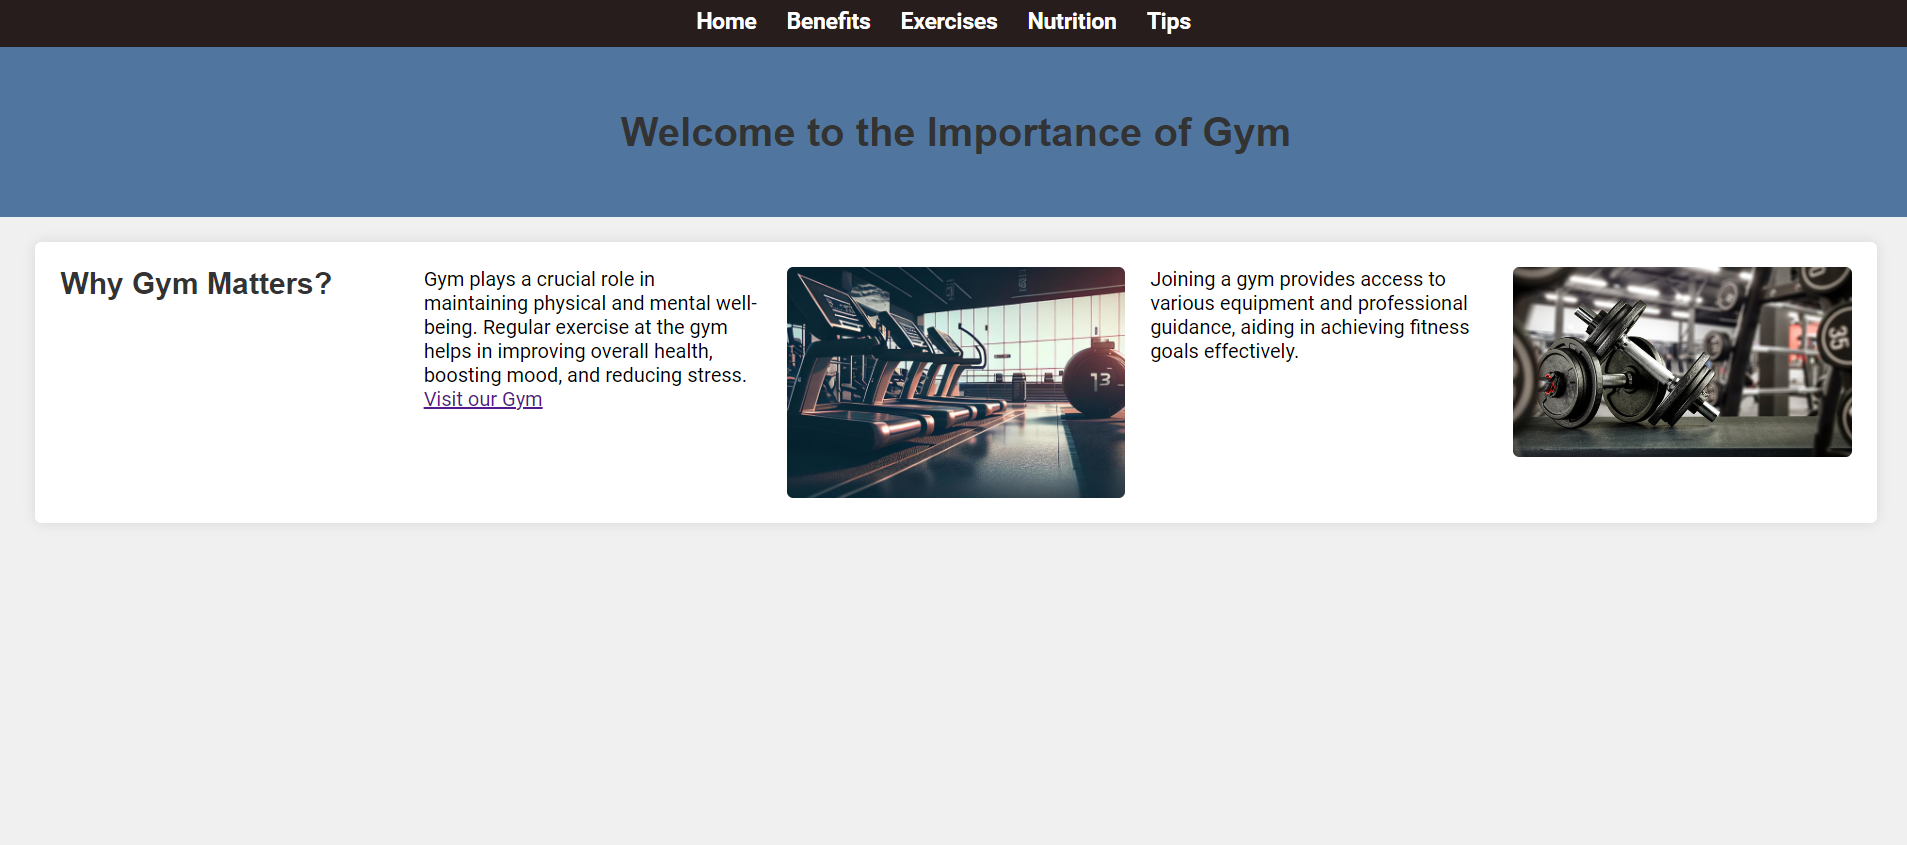 Home Benefits Exercises Nutrition Tips
Welcome to the Importance of Gym
Why Gym Matters?
Gym plays a crucial role in
maintaining physical and mental well-
being. Regular exercise at the gym
helps in improving overall health,
boosting mood, and reducing stress.
Visit our Gym
13
Joining a gym provides access to
various equipment and professional
guidance, aiding in achieving fitness
goals effectively.
35